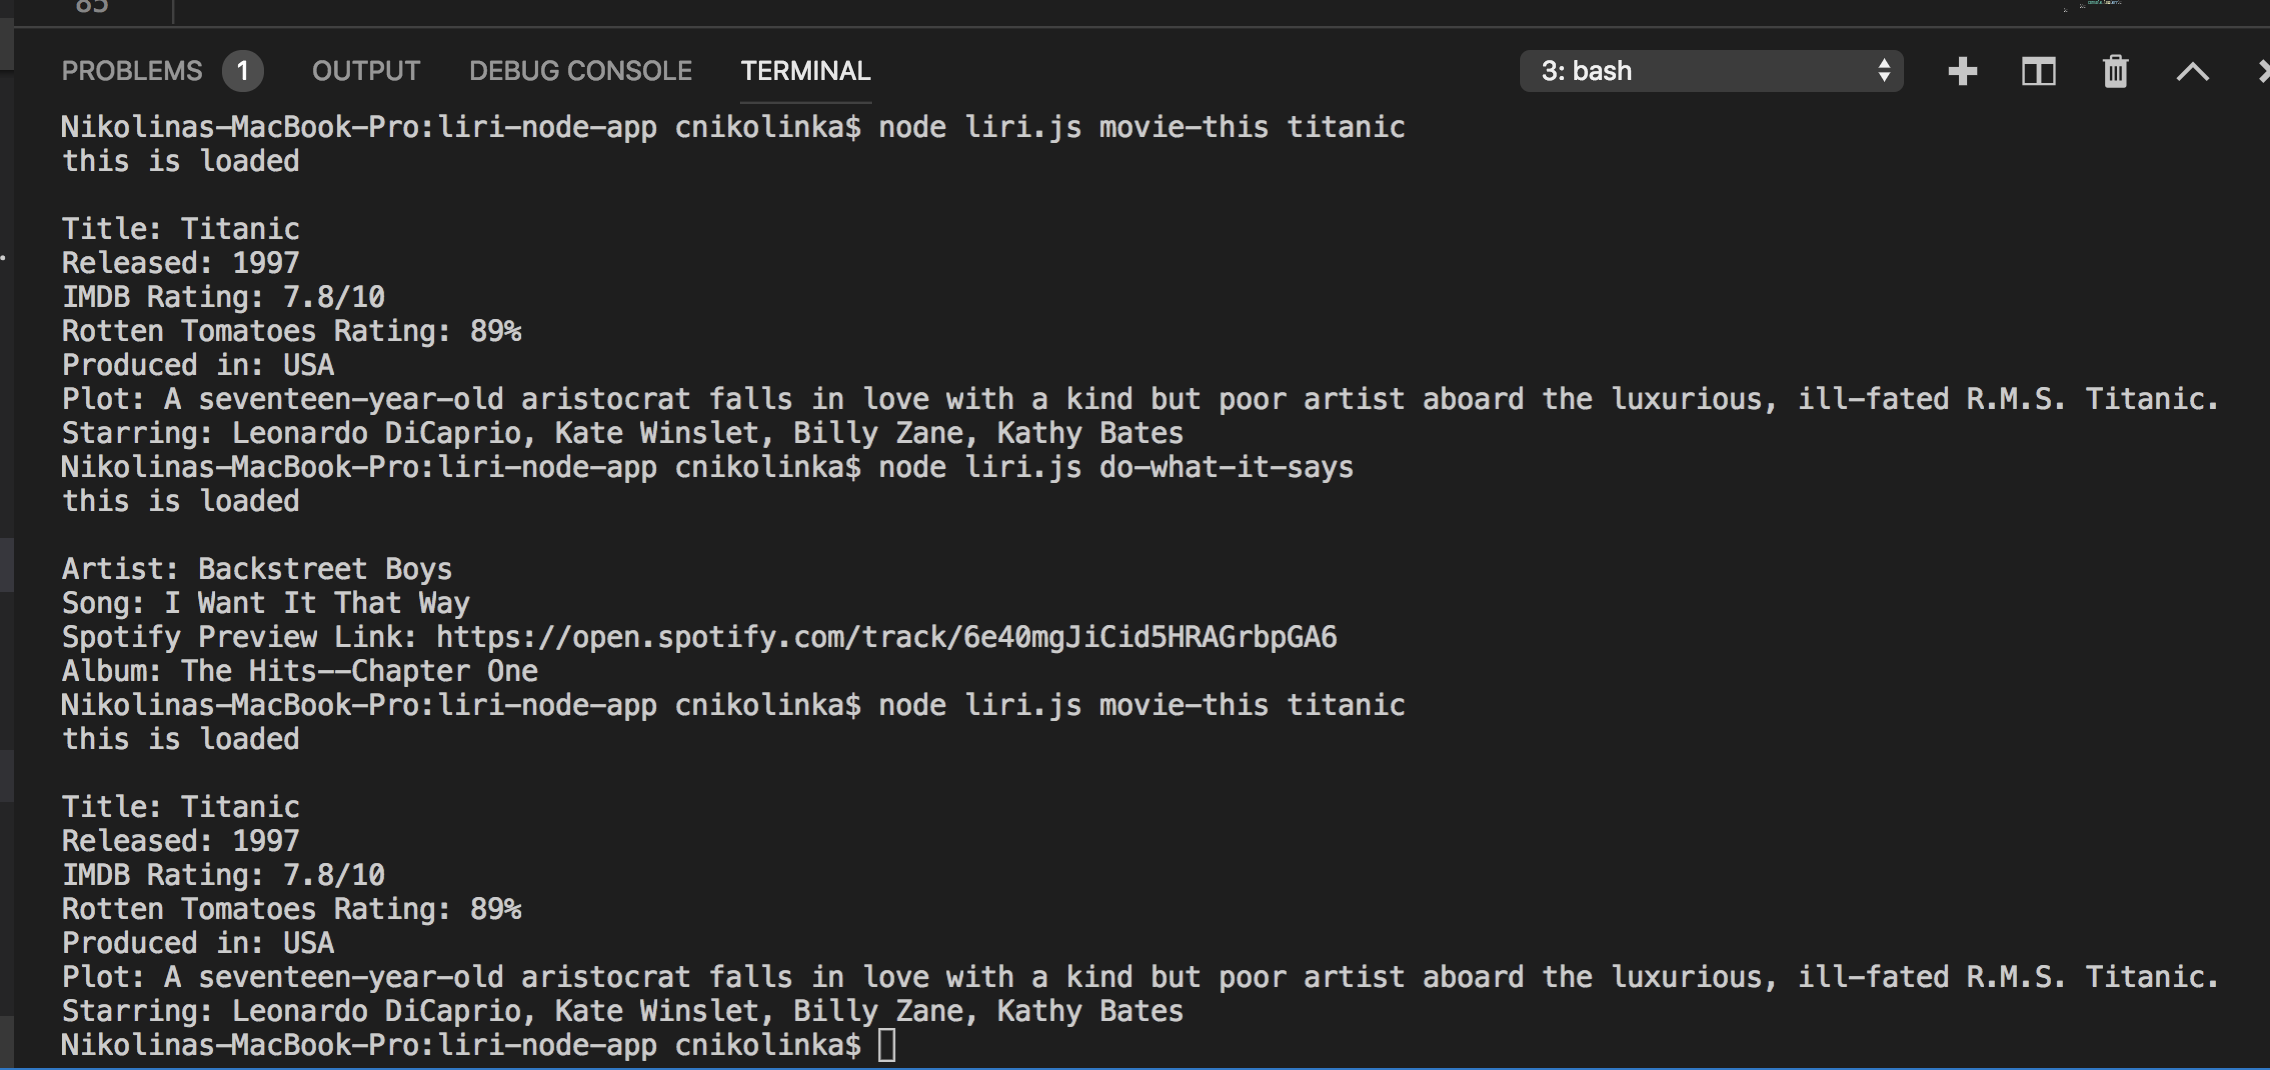 85
PROBLEMS 1 OUTPUT DEBUG CONSOLE TERMINAL 3: bash
Nikolinas-MacBook-Pro:liri-node-app cnikolinka$ node liri.js movie-this titanic
this is loaded
Title: Titanic
Released: 1997
IMDB Rating: 7.8/10
Rotten Tomatoes Rating: 89%
Produced in: USA
Plot: A seventeen-year-old aristocrat falls in love with a kind but poor artist aboard the luxurious, ill-fated R.M.S. Titanic.
Starring: Leonardo DiCaprio, Kate Winslet, Billy Zane, Kathy Bates
Nikolinas-MacBook-Pro:liri-node-app cnikolinka$ node liri.js do-what-it-says
this is loaded
Artist: Backstreet Boys
Song: I Want It That Way
Spotify Preview Link: https://open.spotify.com/track/6e40mgJiCid5HRAGrbpGA6
Album: The Hits--Chapter One
Nikolinas-MacBook-Pro:liri-node-app cnikolinka$ node liri.js movie-this titanic
this is loaded
Title: Titanic
Released: 1997
IMDB Rating: 7.8/10
Rotten Tomatoes Rating: 89%
Produced in: USA
Plot: A seventeen-year-old aristocrat falls in love with a kind but poor artist aboard the luxurious, ill-fated R.M.S. Titanic.
Starring: Leonardo DiCaprio, Kate Winslet, Billy Zane, Kathy Bates
Nikolinas-MacBook-Pro:liri-node-app cnikolinka$